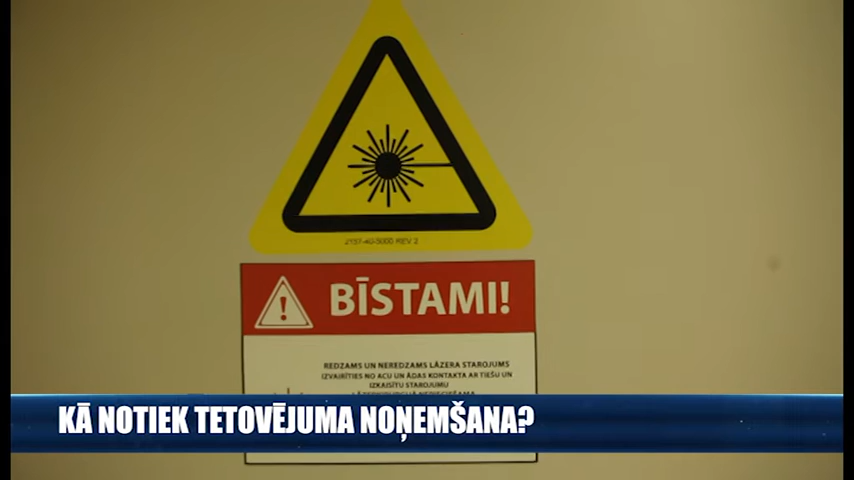 2157-40-9000 REV 2
BĪSTAMI!
REDZAMS UN NEREDZAMS LĀZERA STAROJUMS
IZVAIRĪTIES NO ACU UN ĀDAS KONTAKTA AR TIEŠU UN
IZKAISĪTU STAROJUMU
KĀ NOTIEK TETOVĒJUMA NOŅEMŠANA?